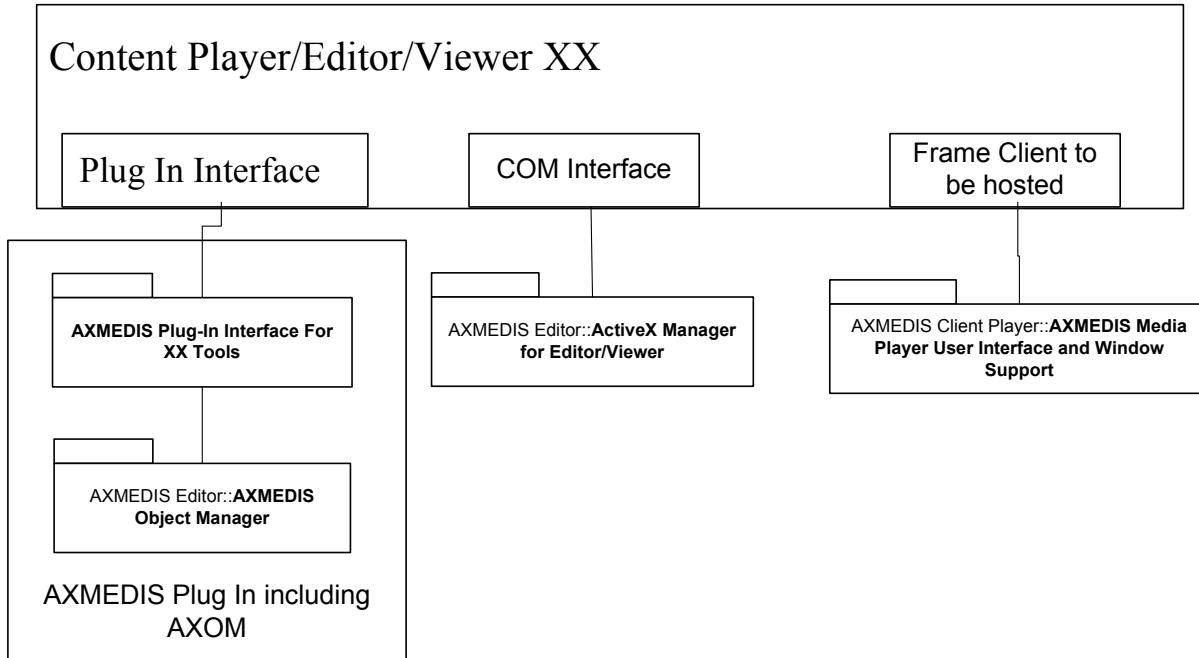 Content Player/Editor/Viewer XX
Plug In Interface
COM Interface
Frame Client to
be hosted
AXMEDIS Plug-In Interface For
XX Tools
AXMEDIS Editor::ActiveX Manager
for Editor/Viewer
AXMEDIS Client Player::AXMEDIS Media
Player User Interface and Window
Support
AXMEDIS Editor::AXMEDIS
Object Manager
AXMEDIS Plug In including
AXOM